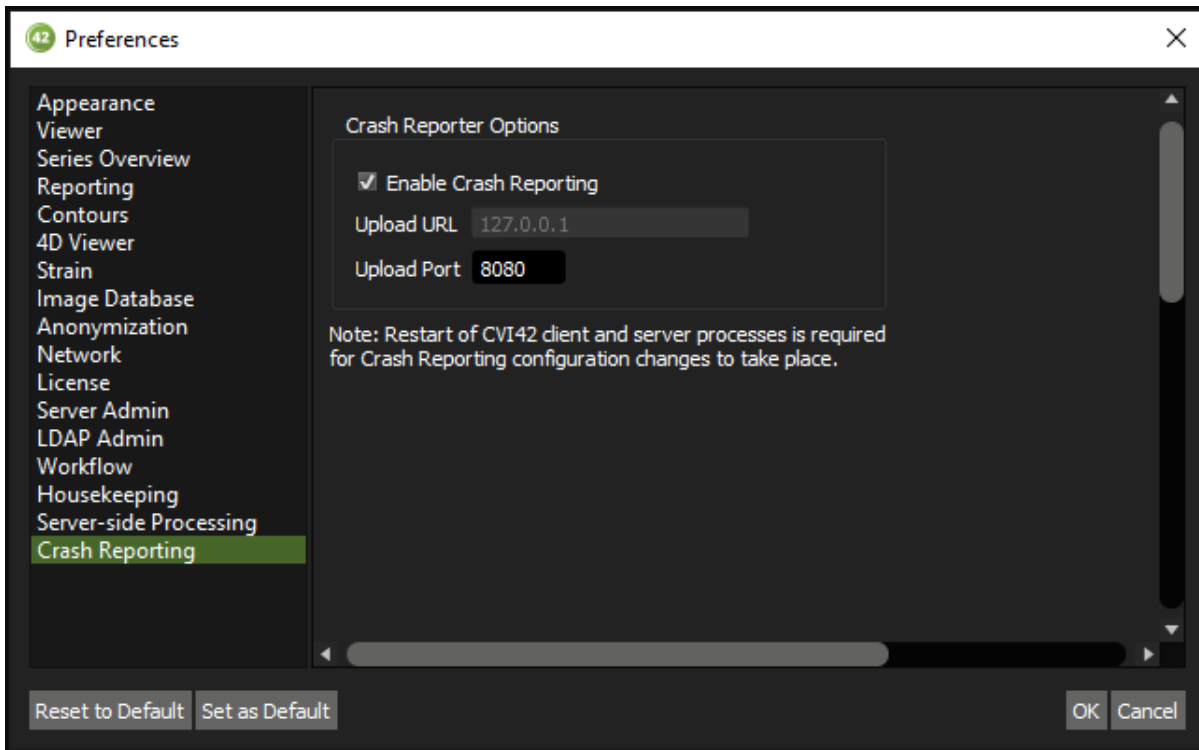 42 Preferences
Appearance
Viewer
Series Overview
Reporting
Contours
4D Viewer
Strain
Image Database
Anonymization
Network
License
Server Admin
LDAP Admin
Workflow
Housekeeping
Server-side Processing
Crash Reporting
Crash Reporter Options
Enable Crash Reporting
Upload URL 127.0.0.1
Upload Port 8080
Note: Restart of CVI42 client and server processes is required
for Crash Reporting configuration changes to take place.
Reset to Default Set as Default OK Cancel